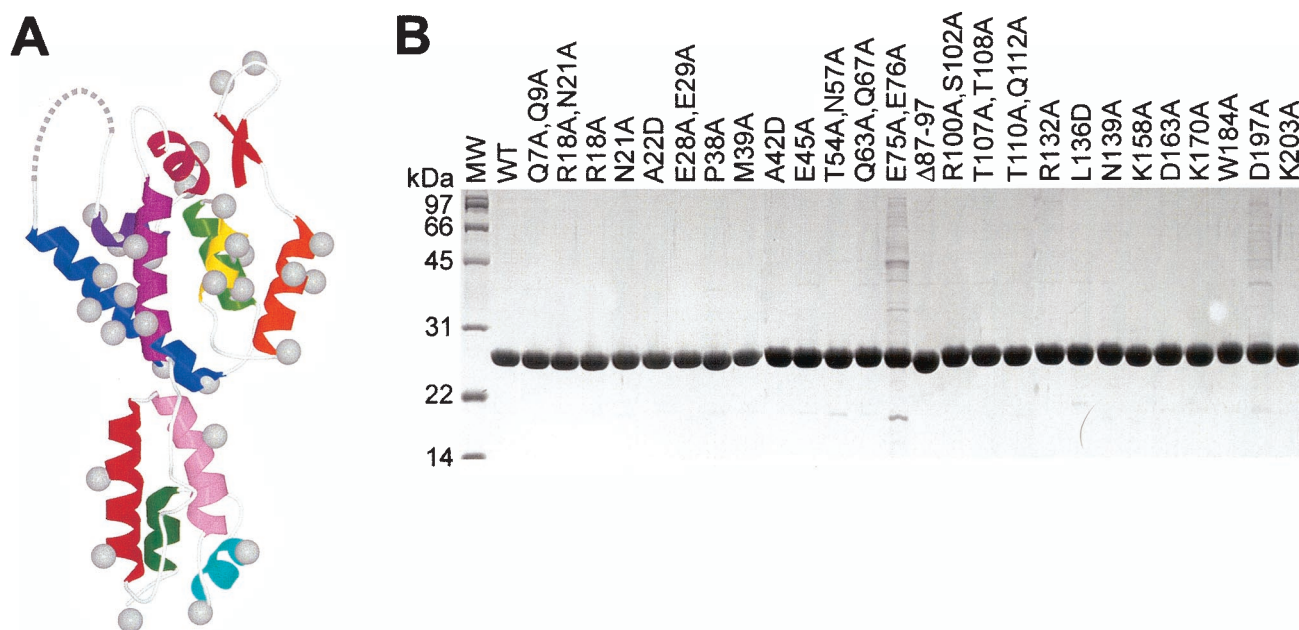 A
B
kDa
MW
WT
Q7A,Q9A
R18A,N21A
R18A
N21A
A22D
E28A,E29A
P38A
M39A
A42D
E45A
T54A,N57A
Q63A,Q67A
E75A,E76A
Δ87-97
R100A,S102A
T107A,T108A
T110A,Q112A
R132A
L136D
N139A
K158A
D163A
K170A
W184A
D197A
K203A
97
66
45
31
22
14